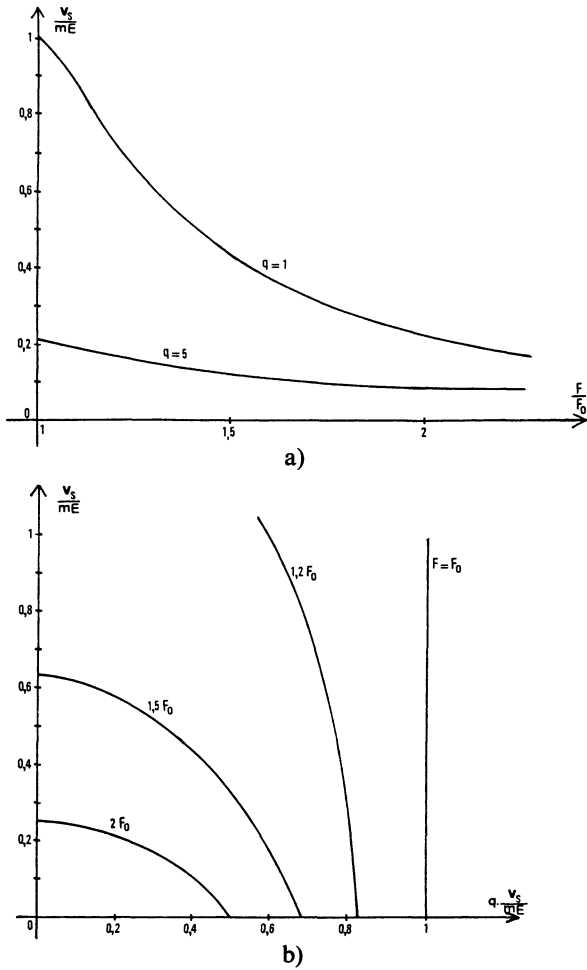 v_s
mE
1
0,8
0,6
0,4
0,2
0
q = 1
q = 5
1
1,5
2
F
F_0
a)
v_s
mE
1
0,8
0,6
0,4
0,2
0
1,2 F_0
F = F_0
1,5 F_0
2 F_0
0,2
0,4
0,6
0,8
1
q · v_s
mE
b)